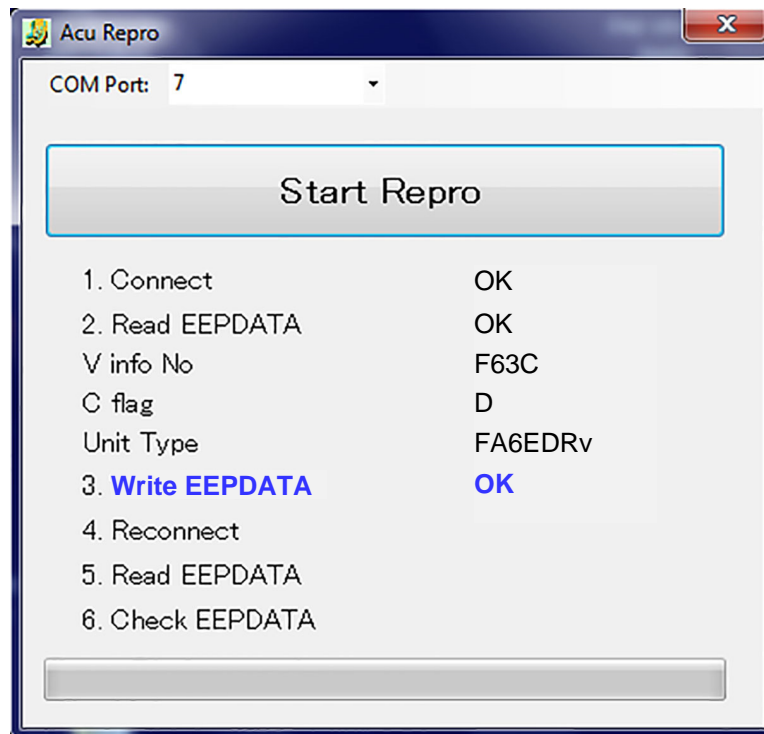 Acu Repro
COM Port: 7
Start Repro
1. Connect OK
2. Read EEPDATA OK
V info No F63C
C flag D
Unit Type FA6EDRv
3. Write EEPDATA OK
4. Reconnect
5. Read EEPDATA
6. Check EEPDATA